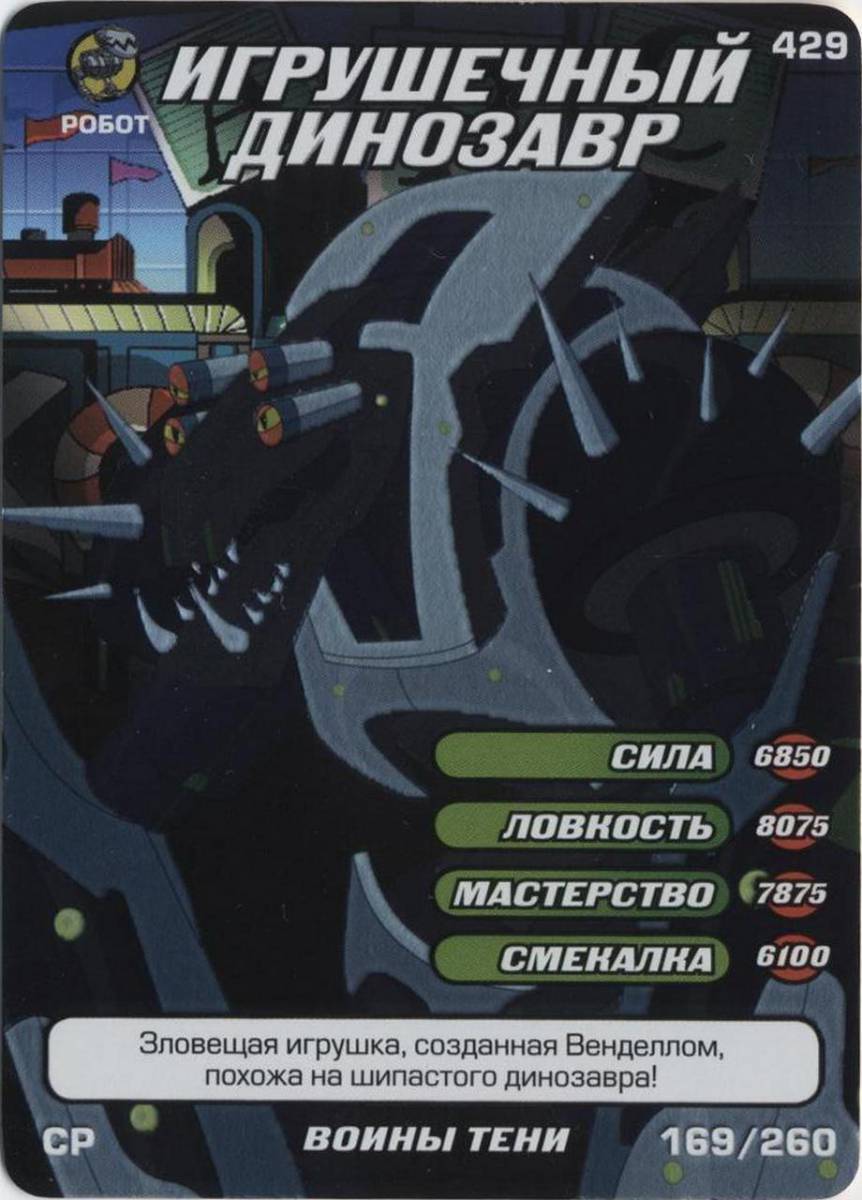 429
ИГРУШЕЧНЫЙ
ДИНОЗАВР
РОБОТ
СИЛА 6850
ЛОВКОСТЬ 8075
МАСТЕРСТВО 7875
СМЕКАЛКА 6100
Зловещая игрушка, созданная Венделлом,
похожа на шипастого динозавра!
СР ВОИНЫ ТЕНИ 169/260